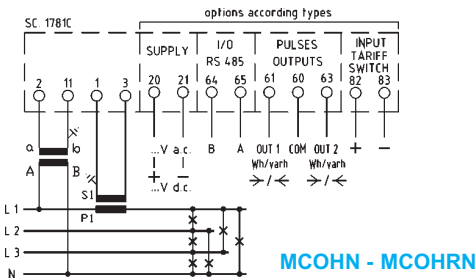 options according types
SC. 1781C
SUPPLY
I/O
RS 485
PULSES
OUTPUTS
INPUT
TARIFF
SWITCH
2 11 1 3 20 21 64 65 61 60 63 82 83
a b
A B
S1
P1
...V a.c.
+ −
...V d.c.
B A OUT 1 COM OUT 2 + −
Wh/varh Wh/varh
L 1
L 2
L 3
N
MCOHN - MCOHRN